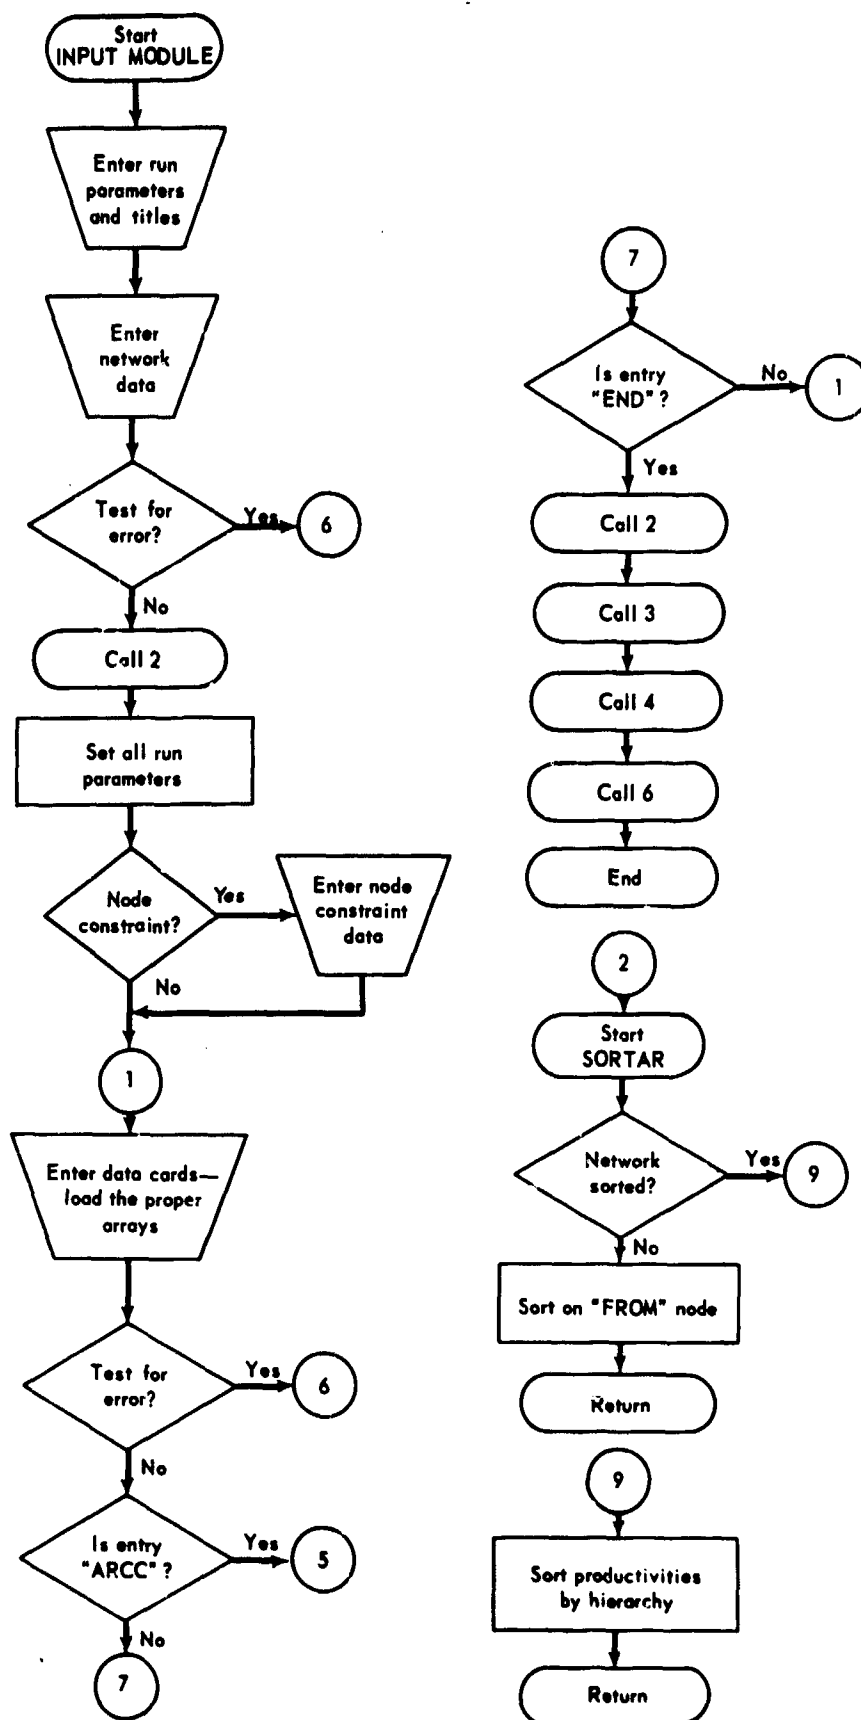 Start
INPUT MODULE
Enter run
parameters
and titles
Enter
network
data
Test for
error?
Yes
6
No
Call 2
Set all run
parameters
Node
constraint?
Yes
Enter node
constraint
data
No
1
Enter data cards—
load the proper
arrays
Test for
error?
Yes
6
No
Is entry
"ARCC" ?
Yes
5
No
7
7
Is entry
"END" ?
No
1
Yes
Call 2
Call 3
Call 4
Call 6
End
2
Start
SORTAR
Network
sorted?
Yes
9
No
Sort on "FROM" node
Return
9
Sort productivities
by hierarchy
Return